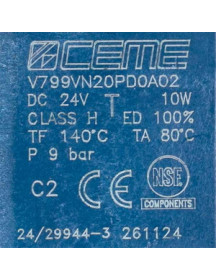 CEME
V799VN20PD0A02
DC 24V T 10W
CLASS H ED 100%
TF 140°C TA 80°C
P 9 bar
C2
NSF
COMPONENTS
24/29944-3 261124